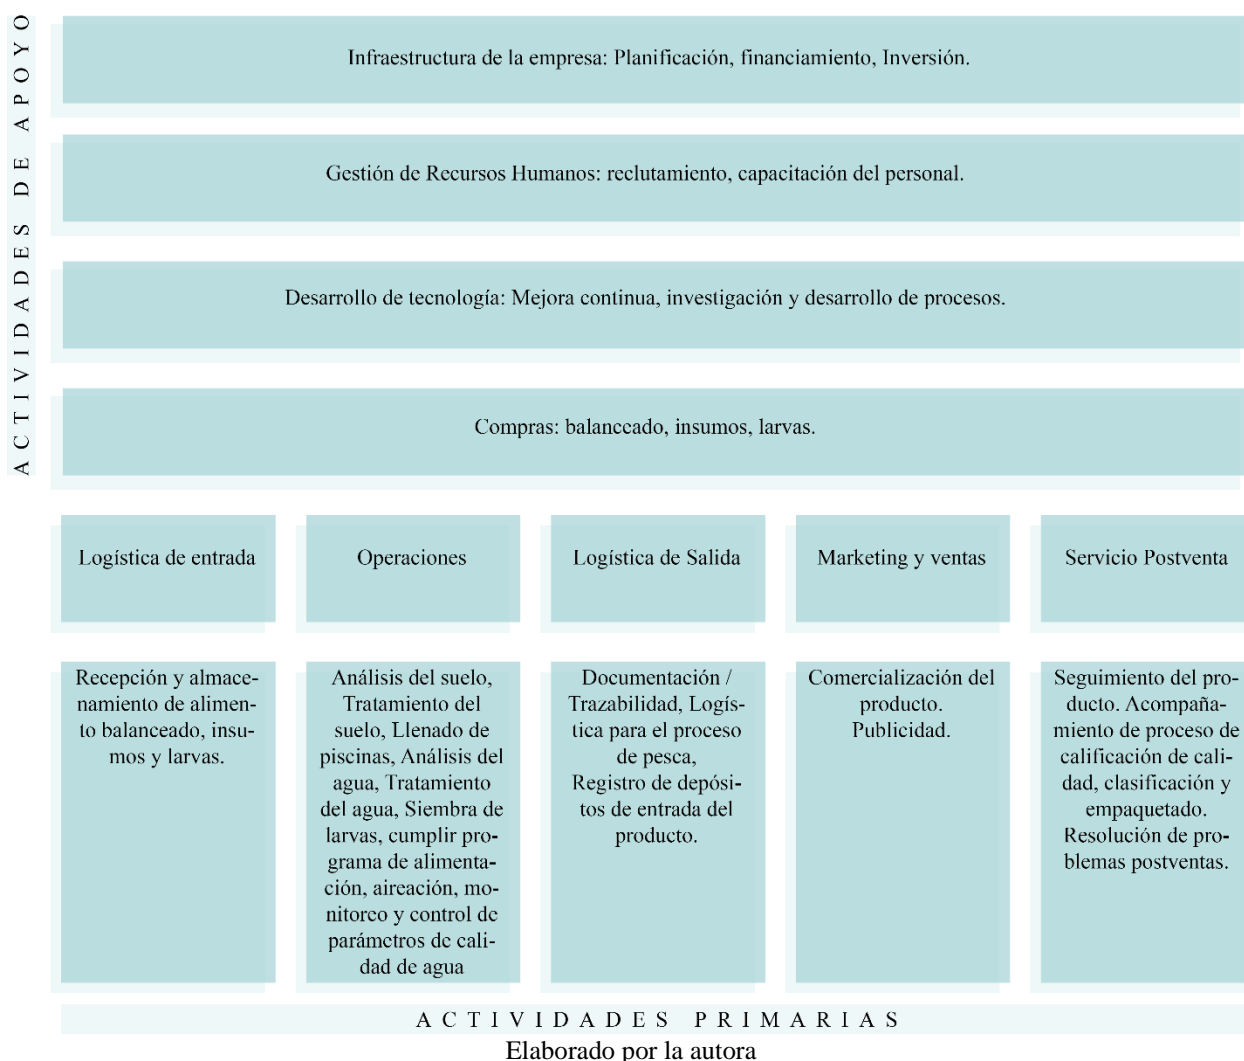 ACTIVIDADES DE APOYO
Infraestructura de la empresa: Planificación, financiamiento, Inversión.
Gestión de Recursos Humanos: reclutamiento, capacitación del personal.
Desarrollo de tecnología: Mejora continua, investigación y desarrollo de procesos.
Compras: balanceado, insumos, larvas.
Logística de entrada
Operaciones
Logística de Salida
Marketing y ventas
Servicio Postventa
Recepción y almace-
namiento de alimen-
to balanceado, insu-
mos y larvas.
Análisis del suelo,
Tratamiento del
suelo, Llenado de
piscinas, Análisis del
agua, Tratamiento
del agua, Siembra de
larvas, cumplir pro-
grama de alimenta-
ción, aireación, mo-
nitoreo y control de
parámetros de cali-
dad de agua
Documentación /
Trazabilidad, Logís-
tica para el proceso
de pesca,
Registro de depósi-
tos de entrada del
producto.
Comercialización del
producto.
Publicidad.
Seguimiento del pro-
ducto. Acompaña-
miento de proceso de
calificación de cali-
dad, clasificación y
empaquetado.
Resolución de pro-
blemas postventas.
ACTIVIDADES PRIMARIAS
Elaborado por la autora